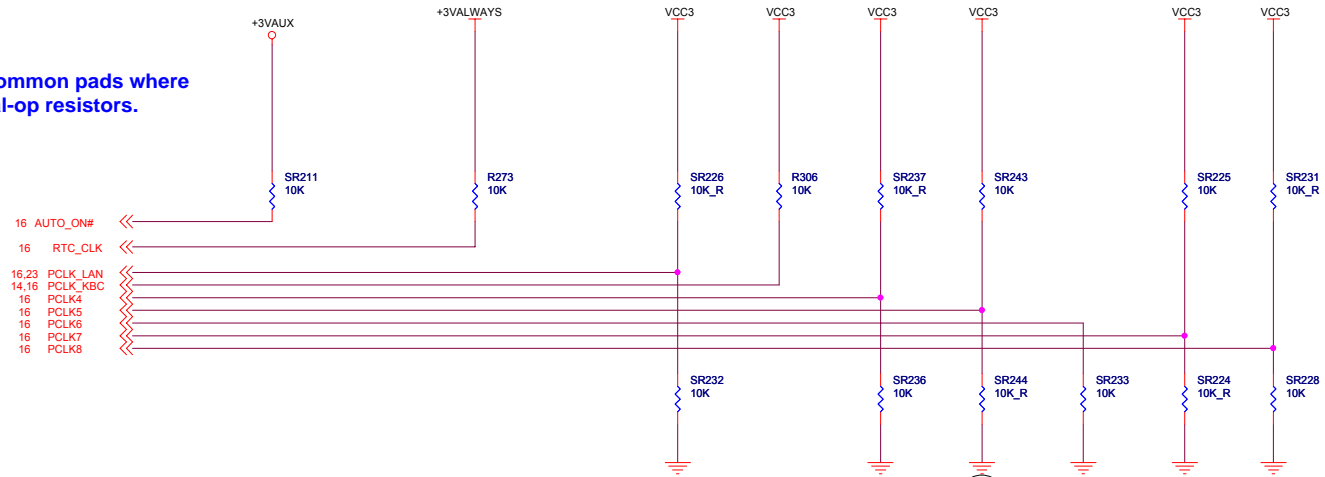 +3VAUX
+3VALWAYS
VCC3
VCC3
VCC3
VCC3
VCC3
VCC3
ommon pads where
al-op resistors.
SR211
10K
R273
10K
SR226
10K_R
R306
10K
SR237
10K_R
SR243
10K
SR225
10K
SR231
10K_R
16 AUTO_ON#
16 RTC_CLK
16,23 PCLK_LAN
14,16 PCLK_KBC
16 PCLK4
16 PCLK5
16 PCLK6
16 PCLK7
16 PCLK8
SR232
10K
SR236
10K
SR244
10K_R
SR233
10K
SR224
10K_R
SR228
10K